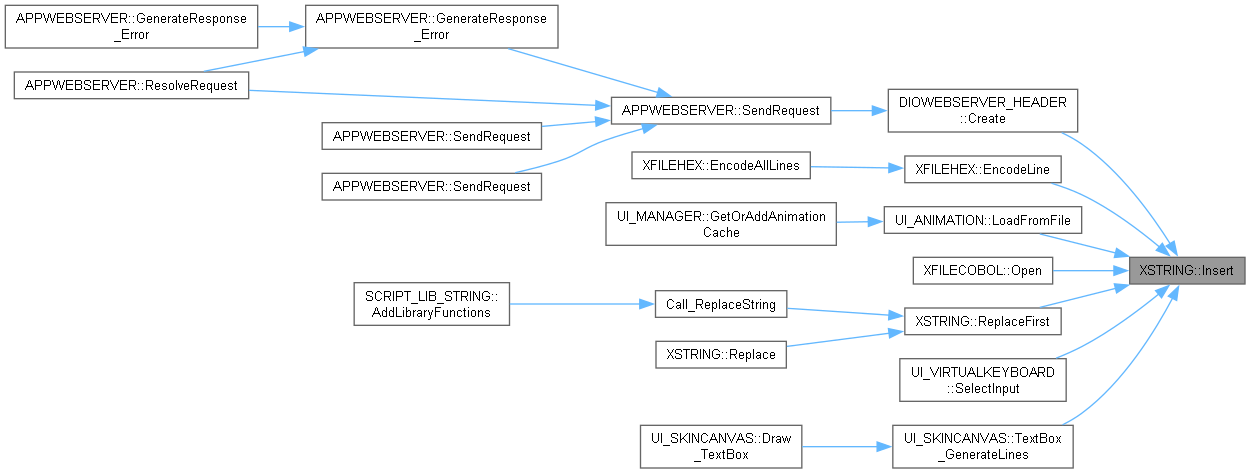 APPWEBSERVER::GenerateResponse
_Error
APPWEBSERVER::GenerateResponse
_Error
APPWEBSERVER::ResolveRequest
APPWEBSERVER::SendRequest
APPWEBSERVER::SendRequest
APPWEBSERVER::SendRequest
DIOWEBSERVER_HEADER
::Create
XFILEHEX::EncodeAllLines
XFILEHEX::EncodeLine
UI_MANAGER::GetOrAddAnimation
Cache
UI_ANIMATION::LoadFromFile
XSTRING::Insert
XFILECOBOL::Open
SCRIPT_LIB_STRING::
AddLibraryFunctions
Call_ReplaceString
XSTRING::ReplaceFirst
XSTRING::Replace
UI_VIRTUALKEYBOARD
::SelectInput
UI_SKINCANVAS::Draw
_TextBox
UI_SKINCANVAS::TextBox
_GenerateLines